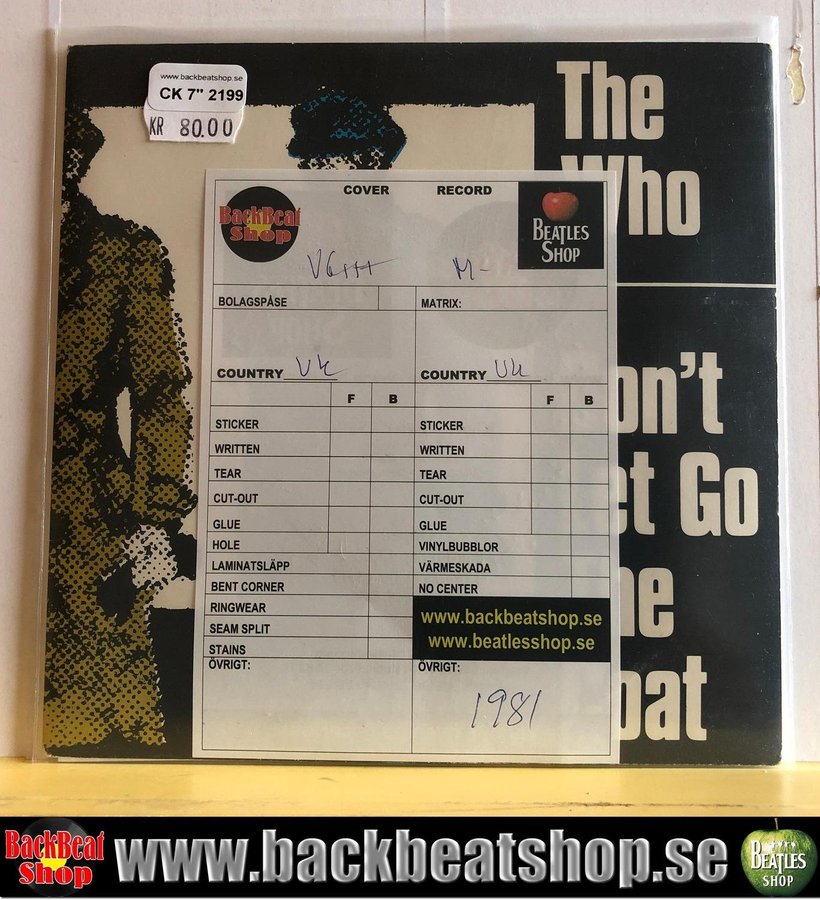 www.backbeatshop.se
CK 7" 2199
KR 80.00
The
Who
on't
et Go
he
oat
COVER RECORD
BackBeat
Shop
BEATLES
SHOP
VG+++ M-
BOLAGSPÅSE MATRIX:
COUNTRY UK COUNTRY UK
F B F B
STICKER STICKER
WRITTEN WRITTEN
TEAR TEAR
CUT-OUT CUT-OUT
GLUE GLUE
HOLE VINYLBUBBLOR
LAMINATSLÄPP VÄRMESKADA
BENT CORNER NO CENTER
RINGWEAR
SEAM SPLIT
STAINS
www.backbeatshop.se
www.beatlesshop.se
ÖVRIGT: ÖVRIGT:
1981
BackBeat
Shop
www.backbeatshop.se
BEATLES
SHOP